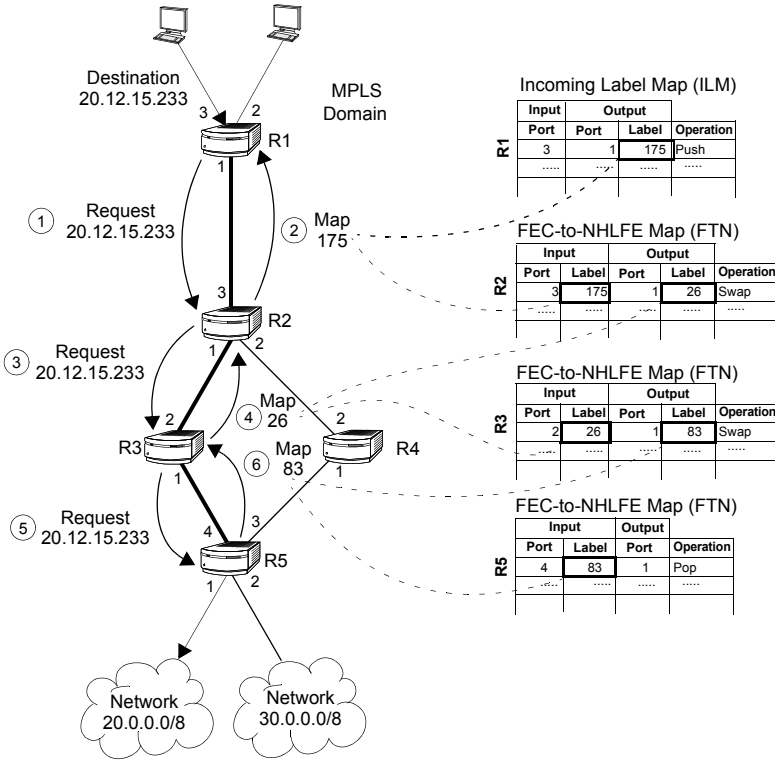 Destination
20.12.15.233
MPLS
Domain
3
2
R1
1
1
Request
20.12.15.233
2
Map
175
3
R2
1
2
3
Request
20.12.15.233
4
Map
26
2
R3
1
2
R4
1
6
Map
83
5
Request
20.12.15.233
4
3
R5
1
2
Network
20.0.0.0/8
Network
30.0.0.0/8
Incoming Label Map (ILM)
R1
Input Output
Port Port Label Operation
3 1 175 Push
..... ..... ..... .....
FEC-to-NHLFE Map (FTN)
R2
Input Output
Port Label Port Label Operation
3 175 1 26 Swap
..... ..... ..... ..... .....
FEC-to-NHLFE Map (FTN)
R3
Input Output
Port Label Port Label Operation
2 26 1 83 Swap
..... ..... ..... ..... .....
FEC-to-NHLFE Map (FTN)
R5
Input Output
Port Label Port Operation
4 83 1 Pop
..... ..... ..... .....